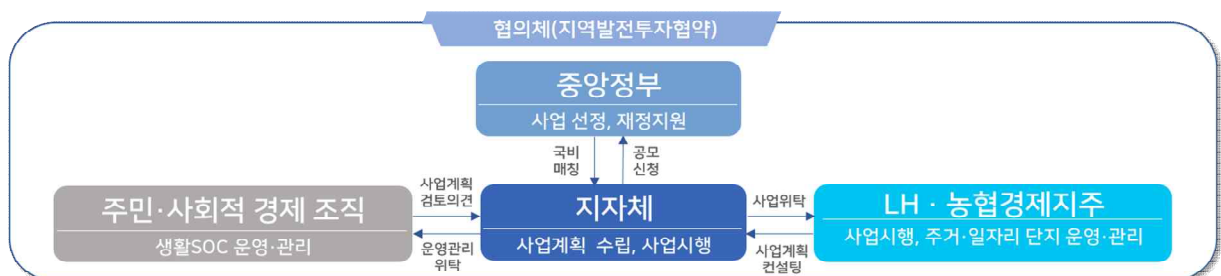 협의체(지역발전투자협약)
중앙정부
사업 선정, 재정지원
국비
매칭
공모
신청
주민·사회적 경제 조직
생활SOC 운영·관리
사업계획
검토의견
운영관리
위탁
지자체
사업계획 수립, 사업시행
사업위탁
사업계획
컨설팅
LH · 농협경제지주
사업시행, 주거·일자리 단지 운영·관리